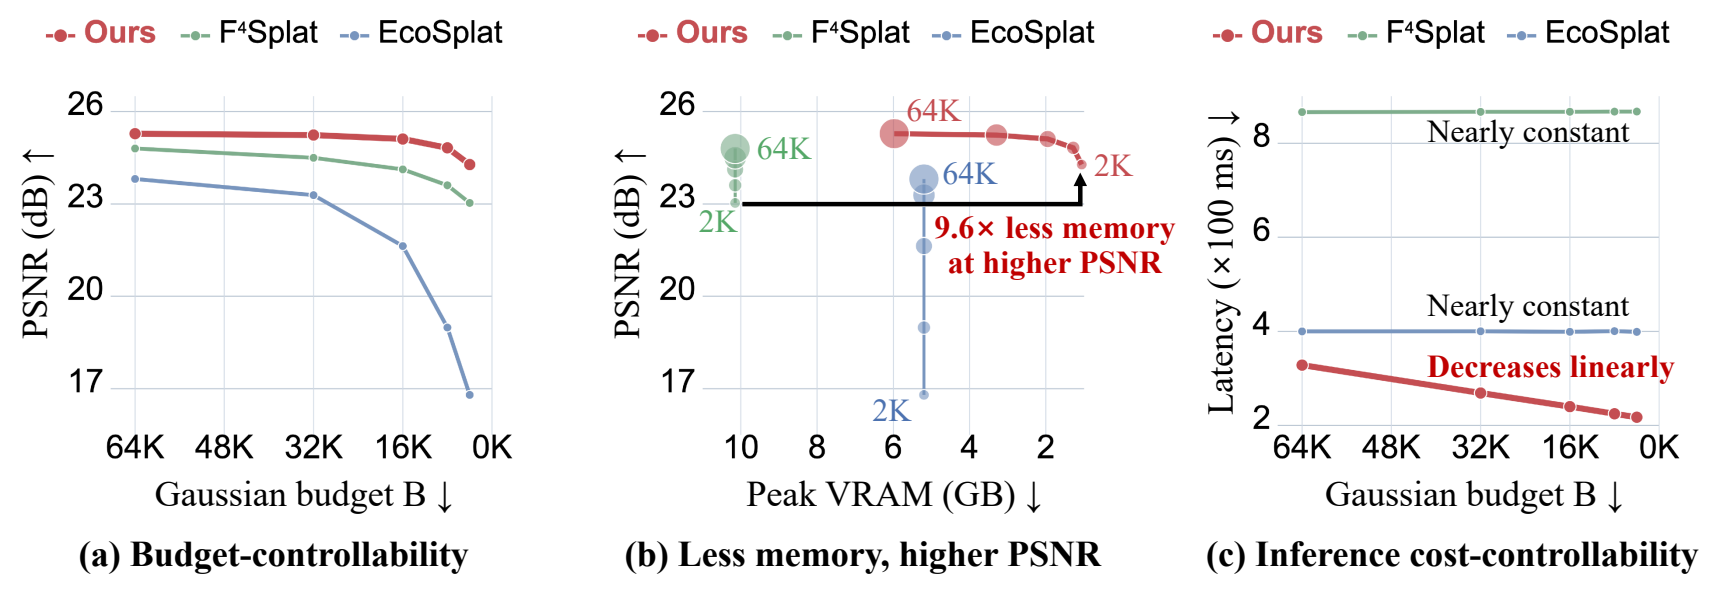 Ours F⁴Splat EcoSplat
26
23
20
17
PSNR (dB) ↑
64K 48K 32K 16K 0K
Gaussian budget B ↓
(a) Budget-controllability
Ours F⁴Splat EcoSplat
26
23
20
17
PSNR (dB) ↑
64K
64K
64K
2K
2K
2K
9.6× less memory
at higher PSNR
10 8 6 4 2
Peak VRAM (GB) ↓
(b) Less memory, higher PSNR
Ours F⁴Splat EcoSplat
8
6
4
2
Latency (×100 ms) ↓
Nearly constant
Nearly constant
Decreases linearly
64K 48K 32K 16K 0K
Gaussian budget B ↓
(c) Inference cost-controllability